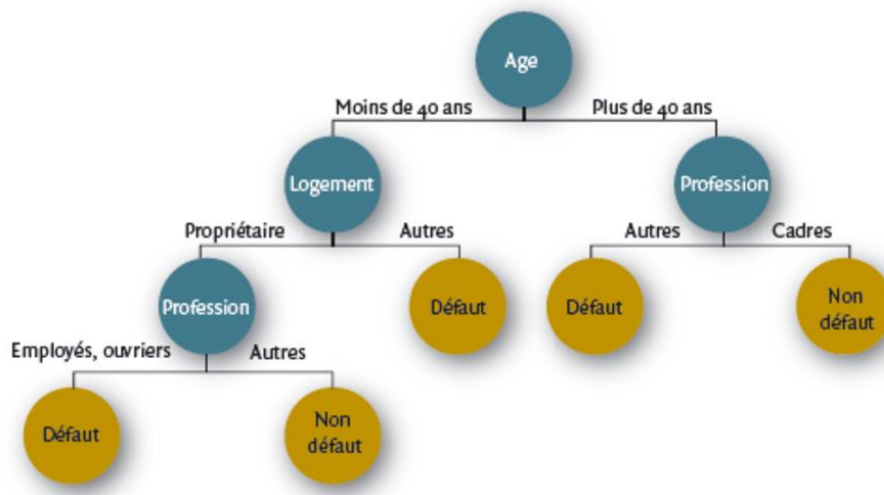 Age
Moins de 40 ans
Plus de 40 ans
Logement
Profession
Propriétaire
Autres
Autres
Cadres
Profession
Défaut
Défaut
Non
défaut
Employés, ouvriers
Autres
Défaut
Non
défaut